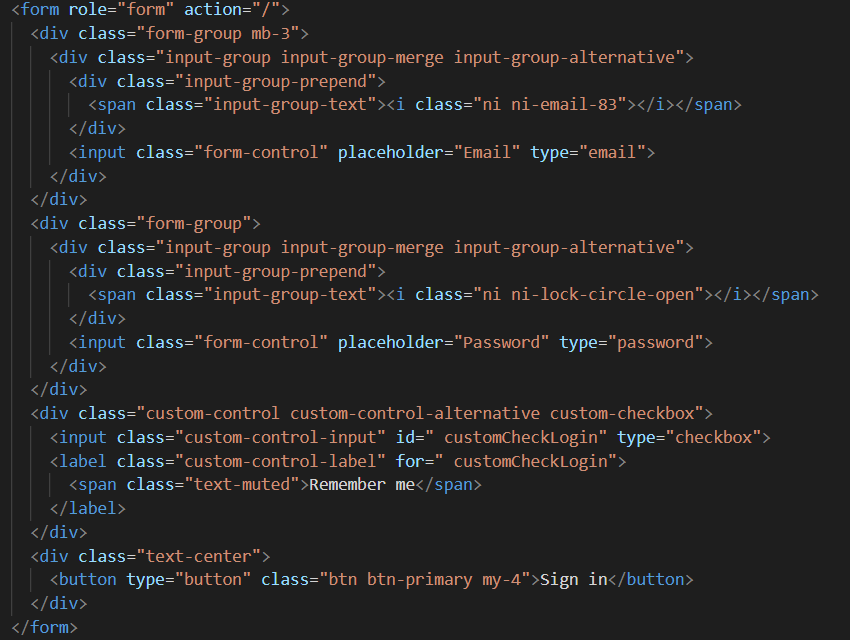 <form role="form" action="/">
<div class="form-group mb-3">
<div class="input-group input-group-merge input-group-alternative">
<div class="input-group-prepend">
<span class="input-group-text"><i class="ni ni-email-83"></i></span>
</div>
<input class="form-control" placeholder="Email" type="email">
</div>
</div>
<div class="form-group">
<div class="input-group input-group-merge input-group-alternative">
<div class="input-group-prepend">
<span class="input-group-text"><i class="ni ni-lock-circle-open"></i></span>
</div>
<input class="form-control" placeholder="Password" type="password">
</div>
</div>
<div class="custom-control custom-control-alternative custom-checkbox">
<input class="custom-control-input" id=" customCheckLogin" type="checkbox">
<label class="custom-control-label" for=" customCheckLogin">
<span class="text-muted">Remember me</span>
</label>
</div>
<div class="text-center">
<button type="button" class="btn btn-primary my-4">Sign in</button>
</div>
</form>